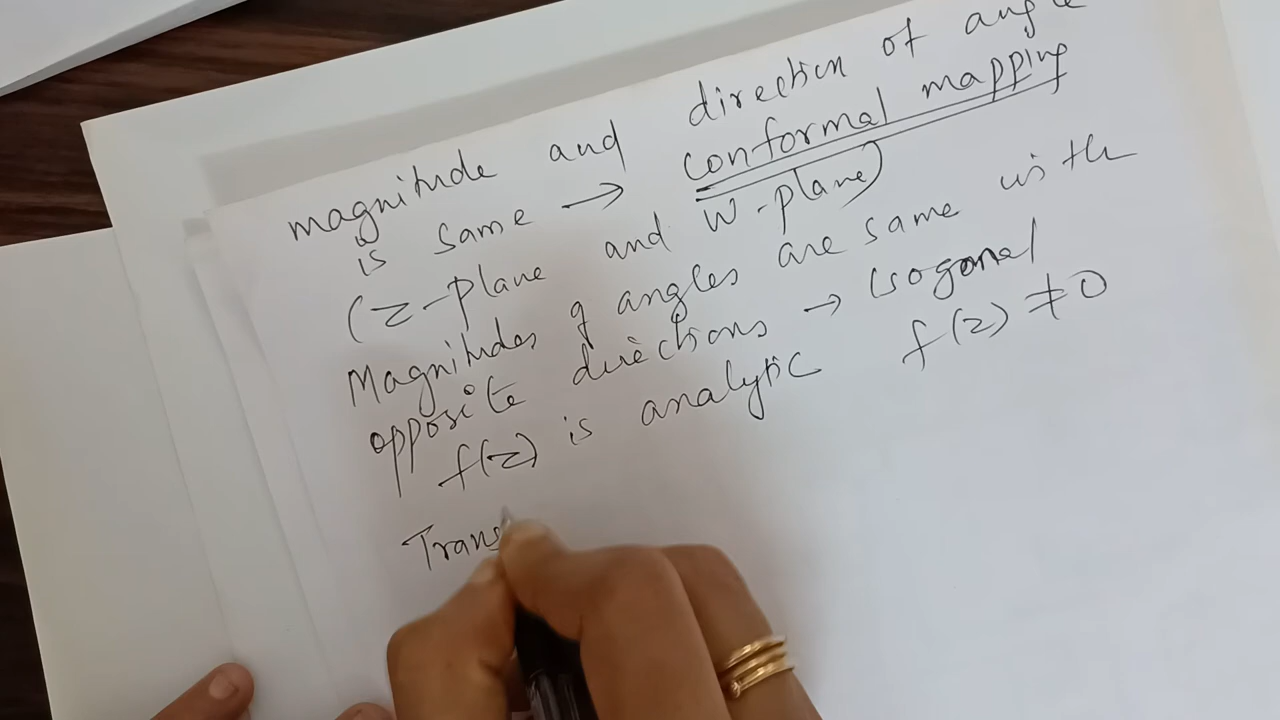 magnitude and direction of angle
is same → conformal mapping
(z-plane and w-plane)
Magnitudes of angles are same with
opposite directions → Isogonal
f(z) is analytic f(z) ≠ 0
Trans